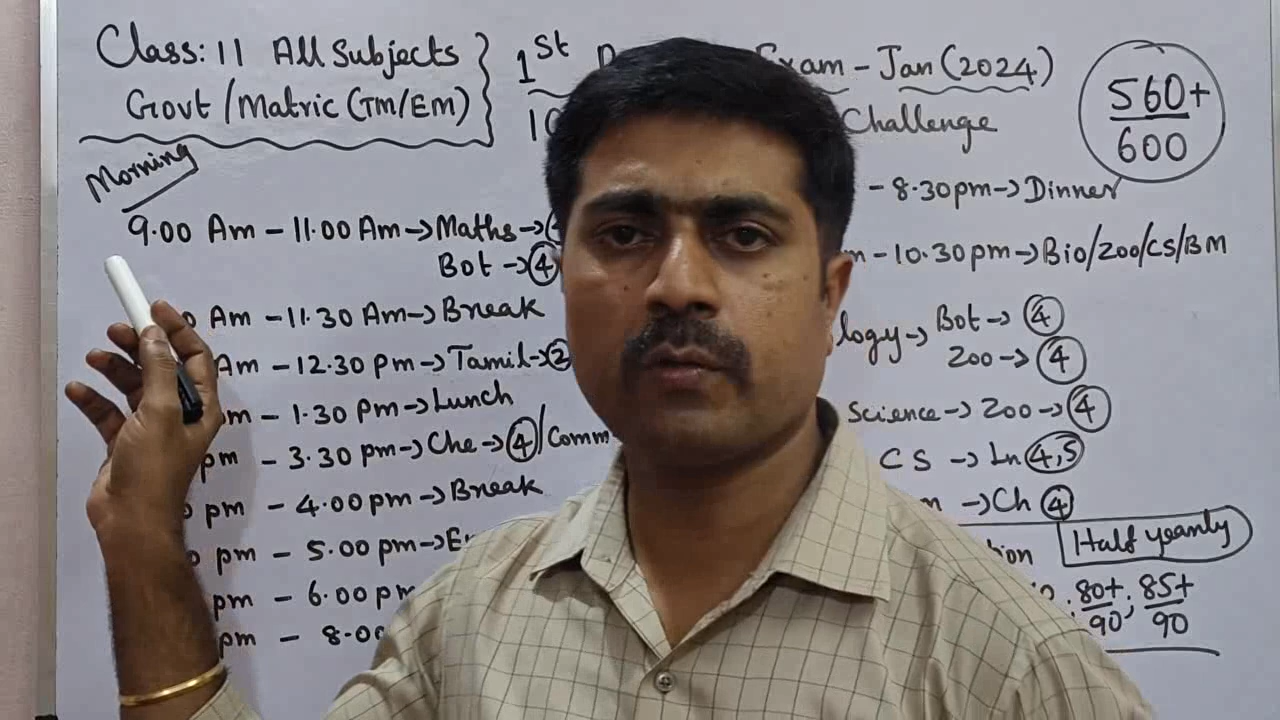 Class: 11 All Subjects
Govt/Matric (TM/EM)
1st Exam - Jan (2024)
10 Challenge
560+
600
Morning
9.00 Am - 11.00 Am → Maths →
Bot → 4
Am - 11.30 Am → Break
Am - 12.30 pm → Tamil → 2
pm - 1.30 Pm → Lunch
pm - 3.30 pm → Che → 4/Comm
pm - 4.00 pm → Break
pm - 5.00 pm →
pm - 6.00 pm
pm - 8.00
- 8.30 pm → Dinner
- 10.30 pm → Bio/Zoo/CS/BM
→ Bot → 4
Zoo → 4
Science → Zoo → 4
CS → Ln 4,5
→ Ch 4
Half yearly
80+/90, 85+/90